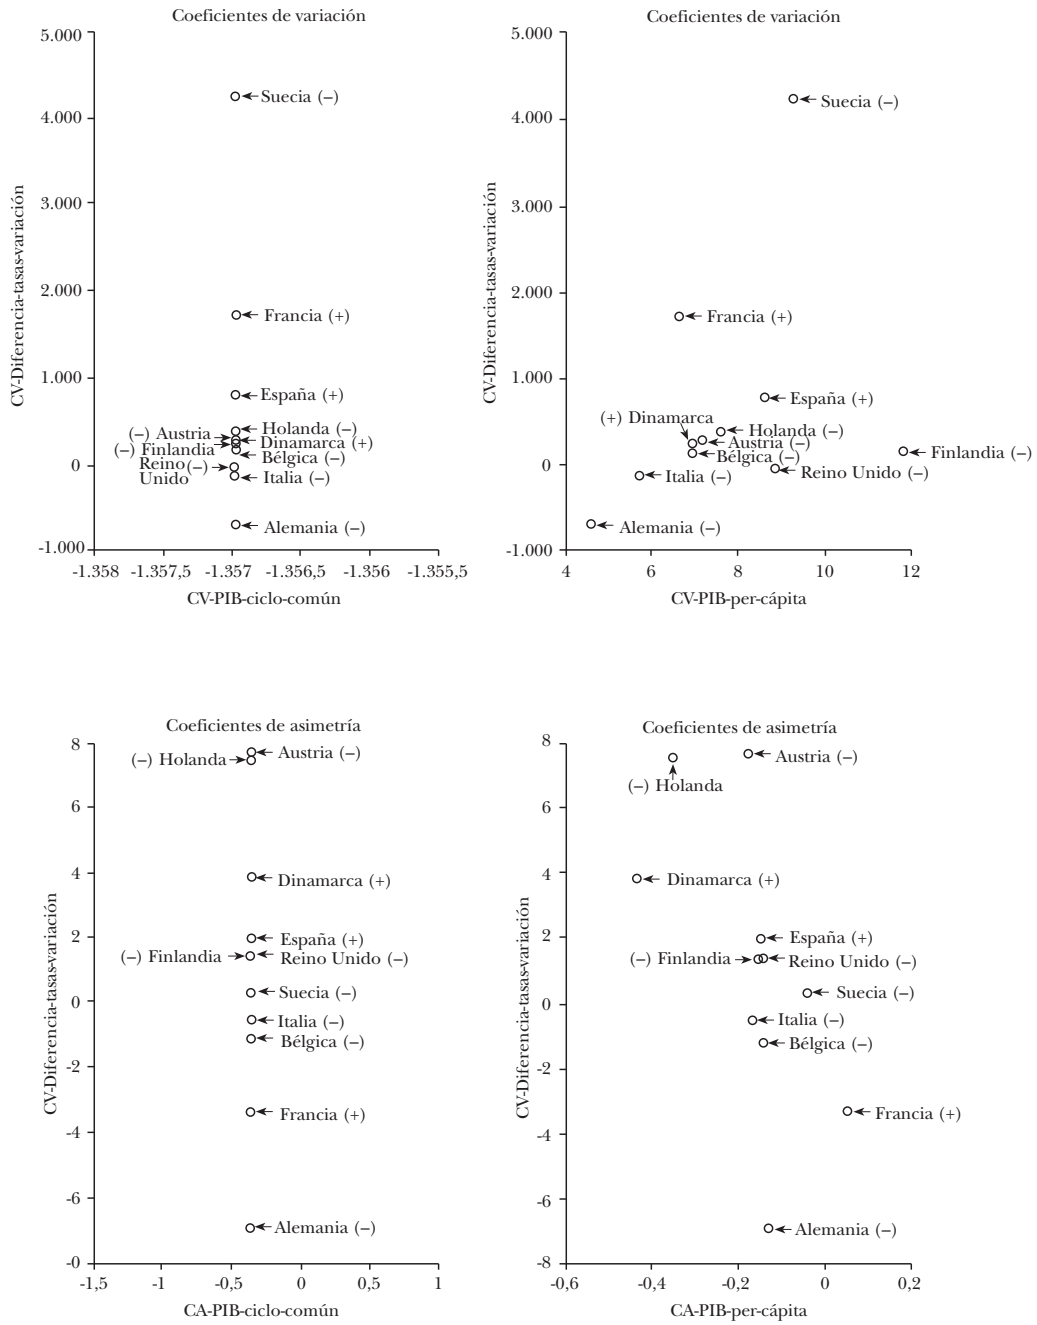 Coeficientes de variación
5.000
4.000
3.000
2.000
1.000
0
-1.000
CV-Diferencia-tasas-variación
Suecia (–)
Francia (+)
España (+)
Holanda (–)
(–) Austria
Dinamarca (+)
(–) Finlandia
Bélgica (–)
Reino (–)
Unido
Italia (–)
Alemania (–)
-1.358 -1.357,5 -1.357 -1.356,5 -1.356 -1.355,5
CV-PIB-ciclo-común
Coeficientes de variación
5.000
4.000
3.000
2.000
1.000
0
-1.000
CV-Diferencia-tasas-variación
Suecia (–)
Francia (+)
España (+)
(+) Dinamarca
Holanda (–)
Austria (–)
Bélgica (–)
Finlandia (–)
Italia (–)
Reino Unido (–)
Alemania (–)
4 6 8 10 12
CV-PIB-per-cápita
Coeficientes de asimetría
8
6
4
2
0
-2
-4
-6
-0
CV-Diferencia-tasas-variación
Austria (–)
(–) Holanda
Dinamarca (+)
España (+)
(–) Finlandia
Reino Unido (–)
Suecia (–)
Italia (–)
Bélgica (–)
Francia (+)
Alemania (–)
-1,5 -1 -0,5 0 0,5 1
CA-PIB-ciclo-común
Coeficientes de asimetría
8
6
4
2
0
-2
-4
-6
-8
CV-Diferencia-tasas-variación
Austria (–)
(–) Holanda
Dinamarca (+)
España (+)
(–) Finlandia
Reino Unido (–)
Suecia (–)
Italia (–)
Bélgica (–)
Francia (+)
Alemania (–)
-0,6 -0,4 -0,2 0 0,2
CA-PIB-per-cápita